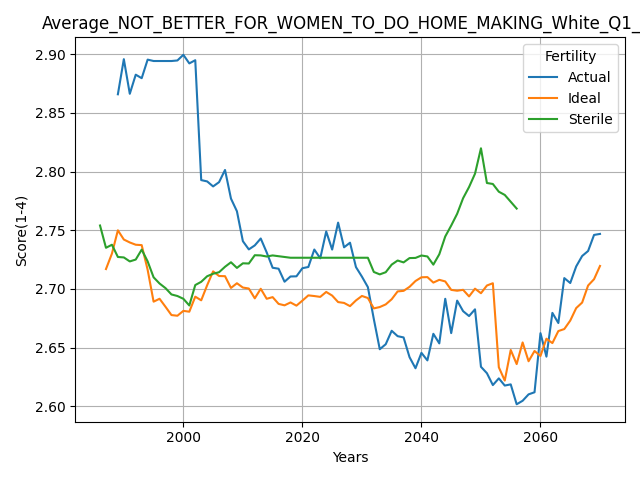 Average_NOT_BETTER_FOR_WOMEN_TO_DO_HOME_MAKING_White_Q1_
Fertility
Actual
Ideal
Sterile
Score(1-4)
2.90
2.85
2.80
2.75
2.70
2.65
2.60
2000 2020 2040 2060
Years